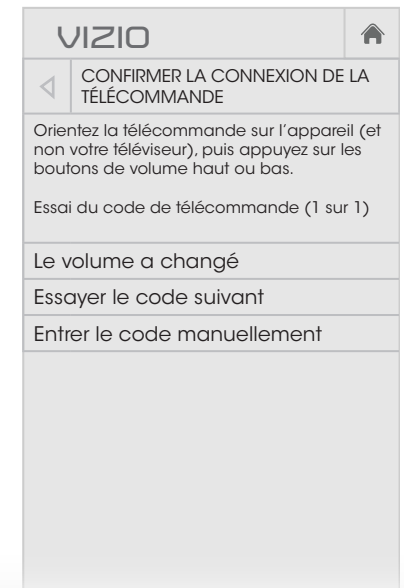 VIZIO
CONFIRMER LA CONNEXION DE LA
TÉLÉCOMMANDE
Orientez la télécommande sur l'appareil (et
non votre téléviseur), puis appuyez sur les
boutons de volume haut ou bas.
Essai du code de télécommande (1 sur 1)
Le volume a changé
Essayer le code suivant
Entrer le code manuellement